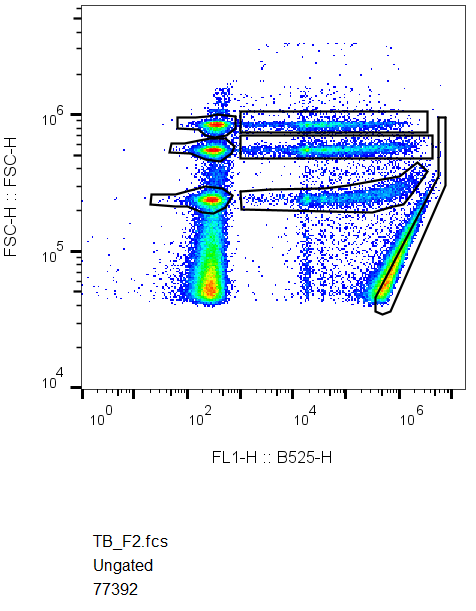 FSC-H :: FSC-H
10^6
10^5
10^4
10^0
10^2
10^4
10^6
FL1-H :: B525-H
TB_F2.fcs
Ungated
77392